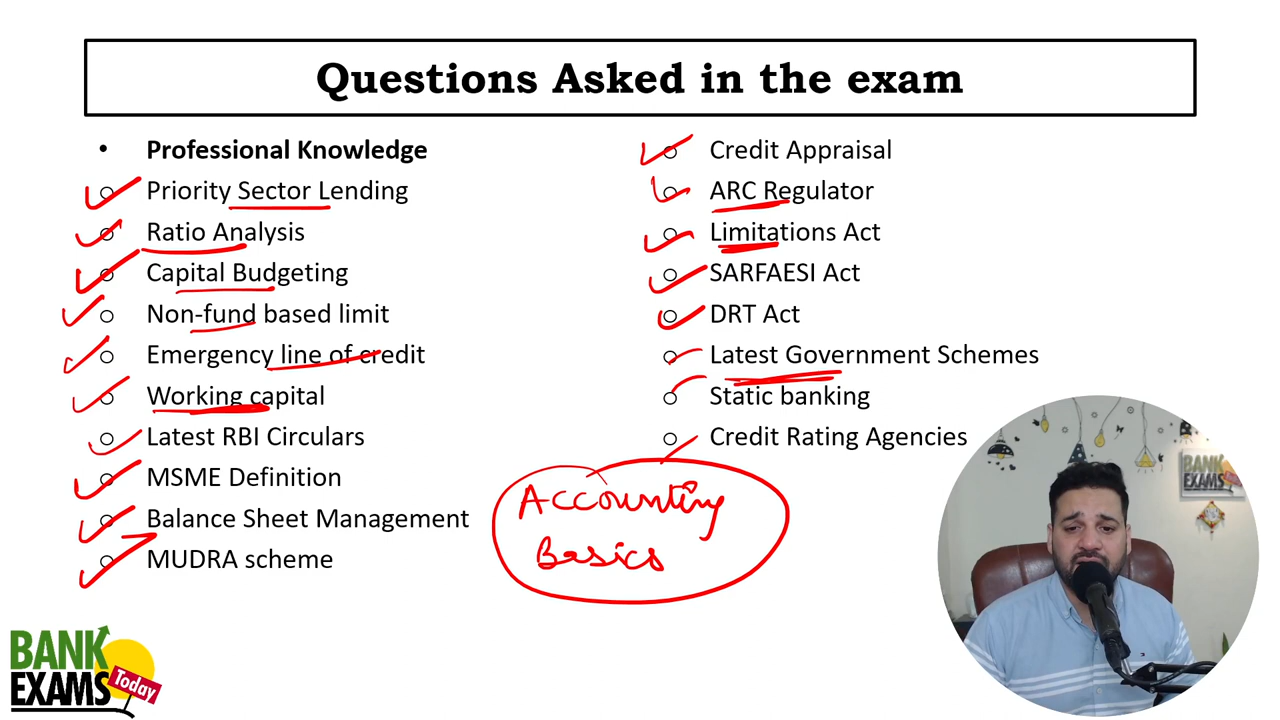 Questions Asked in the exam
• Professional Knowledge
o Priority Sector Lending
o Ratio Analysis
o Capital Budgeting
o Non-fund based limit
o Emergency line of credit
o Working capital
o Latest RBI Circulars
o MSME Definition
o Balance Sheet Management
o MUDRA scheme
o Credit Appraisal
o ARC Regulator
o Limitations Act
o SARFAESI Act
o DRT Act
o Latest Government Schemes
o Static banking
o Credit Rating Agencies
Accounting
Basics
BANK
EXAMS
Today
BANK
EXAMS